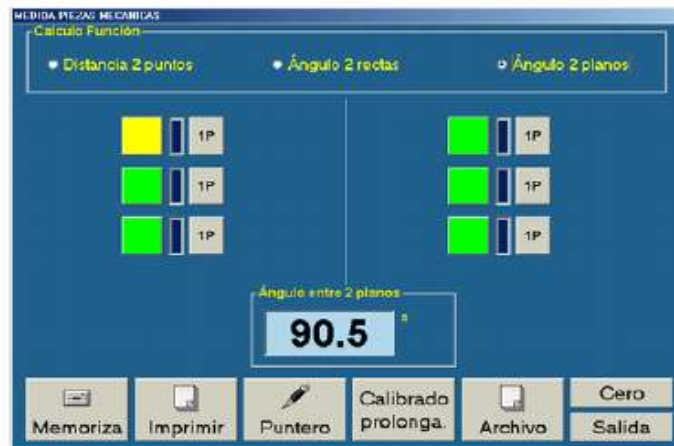 MEDIDA PIEZAS MECANICAS
Calculo Función
Distancia 2 puntos
Ángulo 2 rectas
Ángulo 2 planos
1P
1P
1P
1P
1P
1P
Ángulo entre 2 planos
90.5 °
Memoriza
Imprimir
Puntero
Calibrado
prolonga.
Archivo
Cero
Salida